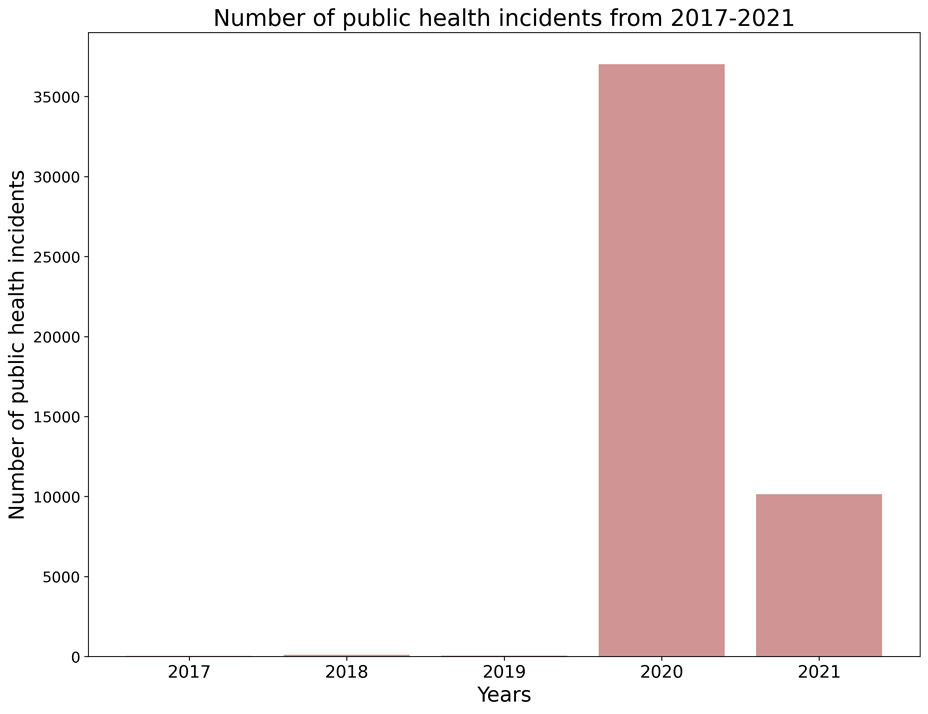 Number of public health incidents from 2017-2021
Number of public health incidents
35000
30000
25000
20000
15000
10000
5000
0
2017 2018 2019 2020 2021
Years